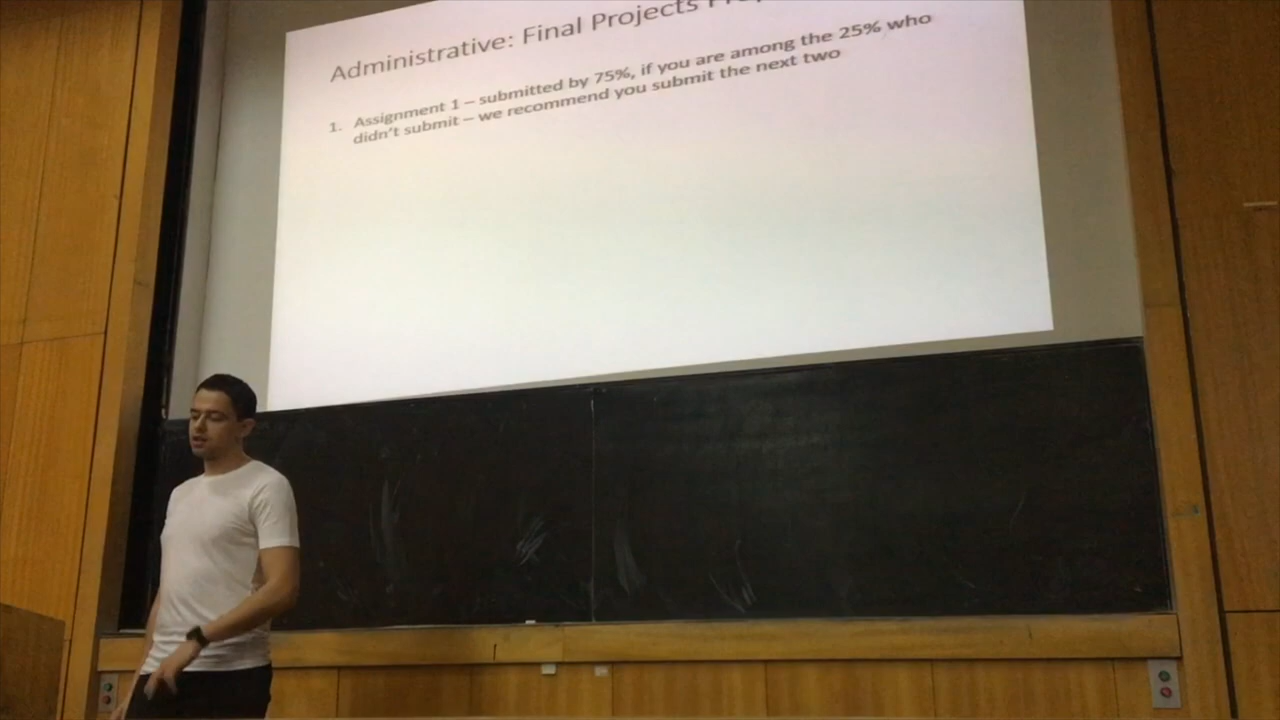 Administrative: Final Projects
1. Assignment 1 – submitted by 75%, if you are among the 25% who
didn't submit – we recommend you submit the next two